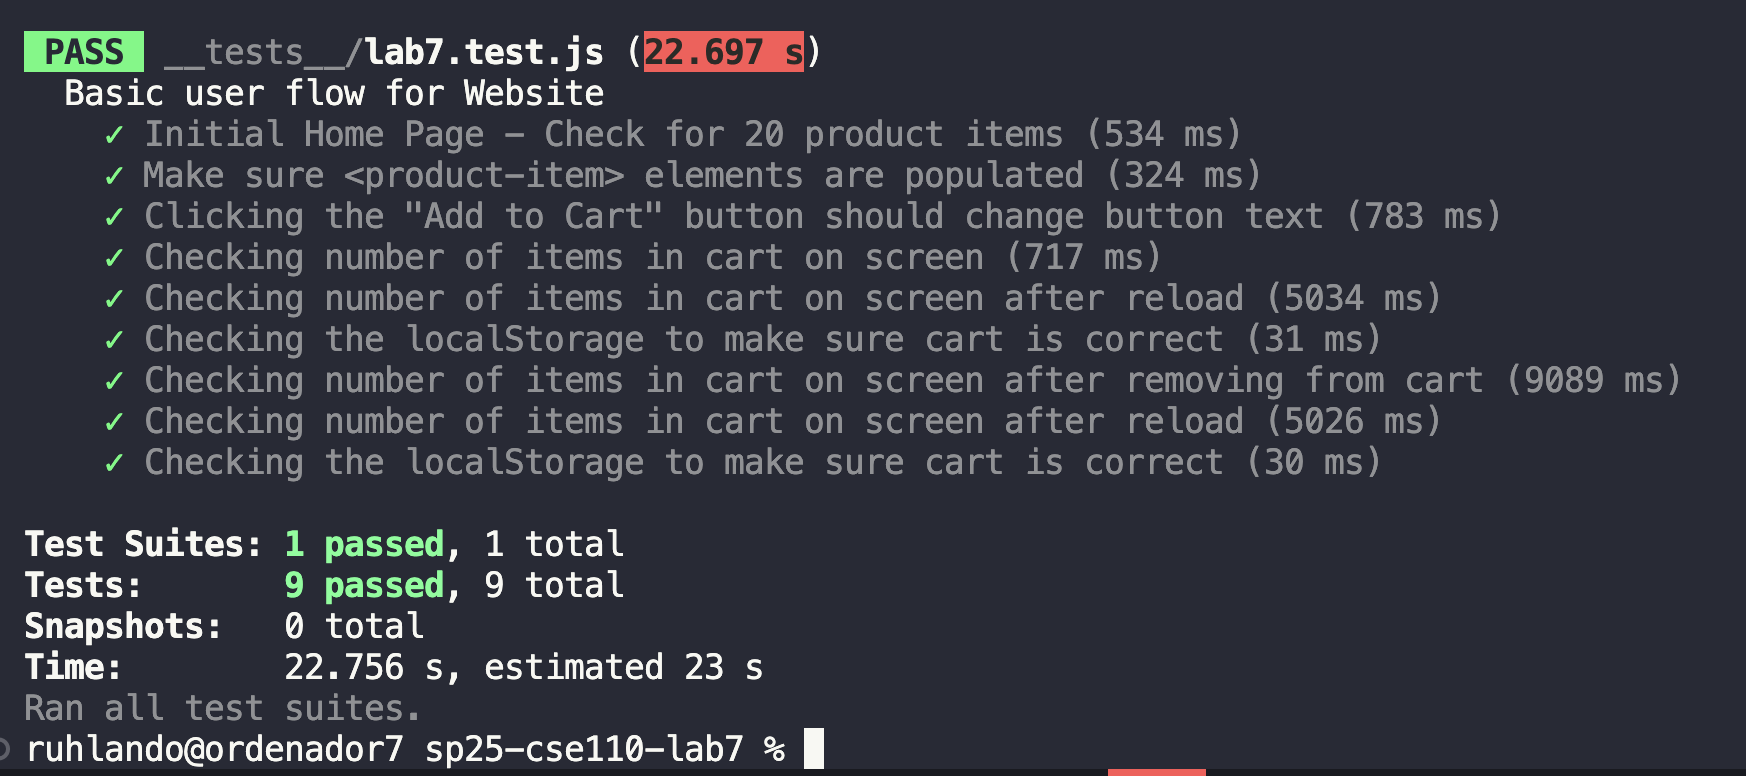 PASS __tests__/lab7.test.js (22.697 s)
Basic user flow for Website
✓ Initial Home Page – Check for 20 product items (534 ms)
✓ Make sure <product-item> elements are populated (324 ms)
✓ Clicking the "Add to Cart" button should change button text (783 ms)
✓ Checking number of items in cart on screen (717 ms)
✓ Checking number of items in cart on screen after reload (5034 ms)
✓ Checking the localStorage to make sure cart is correct (31 ms)
✓ Checking number of items in cart on screen after removing from cart (9089 ms)
✓ Checking number of items in cart on screen after reload (5026 ms)
✓ Checking the localStorage to make sure cart is correct (30 ms)
Test Suites: 1 passed, 1 total
Tests: 9 passed, 9 total
Snapshots: 0 total
Time: 22.756 s, estimated 23 s
Ran all test suites.
ruhlando@ordenador7 sp25-cse110-lab7 %